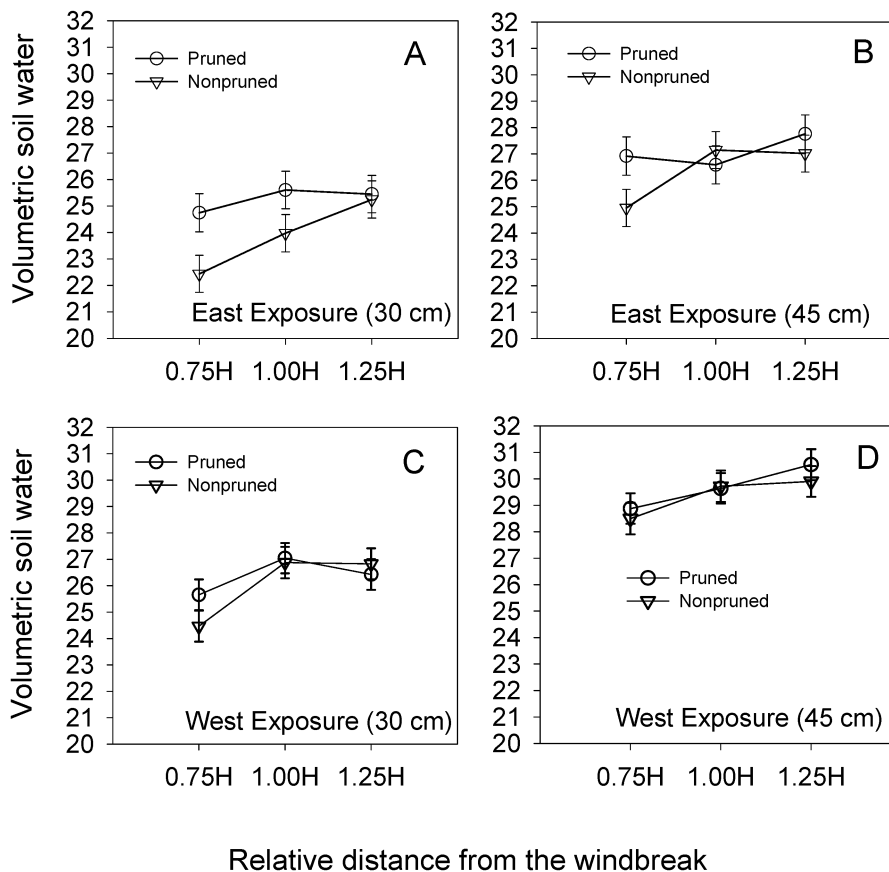 Volumetric soil water
32
31
30
29
28
27
26
25
24
23
22
21
20
Pruned
Nonpruned
A
East Exposure (30 cm)
0.75H 1.00H 1.25H
32
31
30
29
28
27
26
25
24
23
22
21
20
Pruned
Nonpruned
B
East Exposure (45 cm)
0.75H 1.00H 1.25H
Volumetric soil water
32
31
30
29
28
27
26
25
24
23
22
21
20
Pruned
Nonpruned
C
West Exposure (30 cm)
0.75H 1.00H 1.25H
32
31
30
29
28
27
26
25
24
23
22
21
20
D
Pruned
Nonpruned
West Exposure (45 cm)
0.75H 1.00H 1.25H
Relative distance from the windbreak